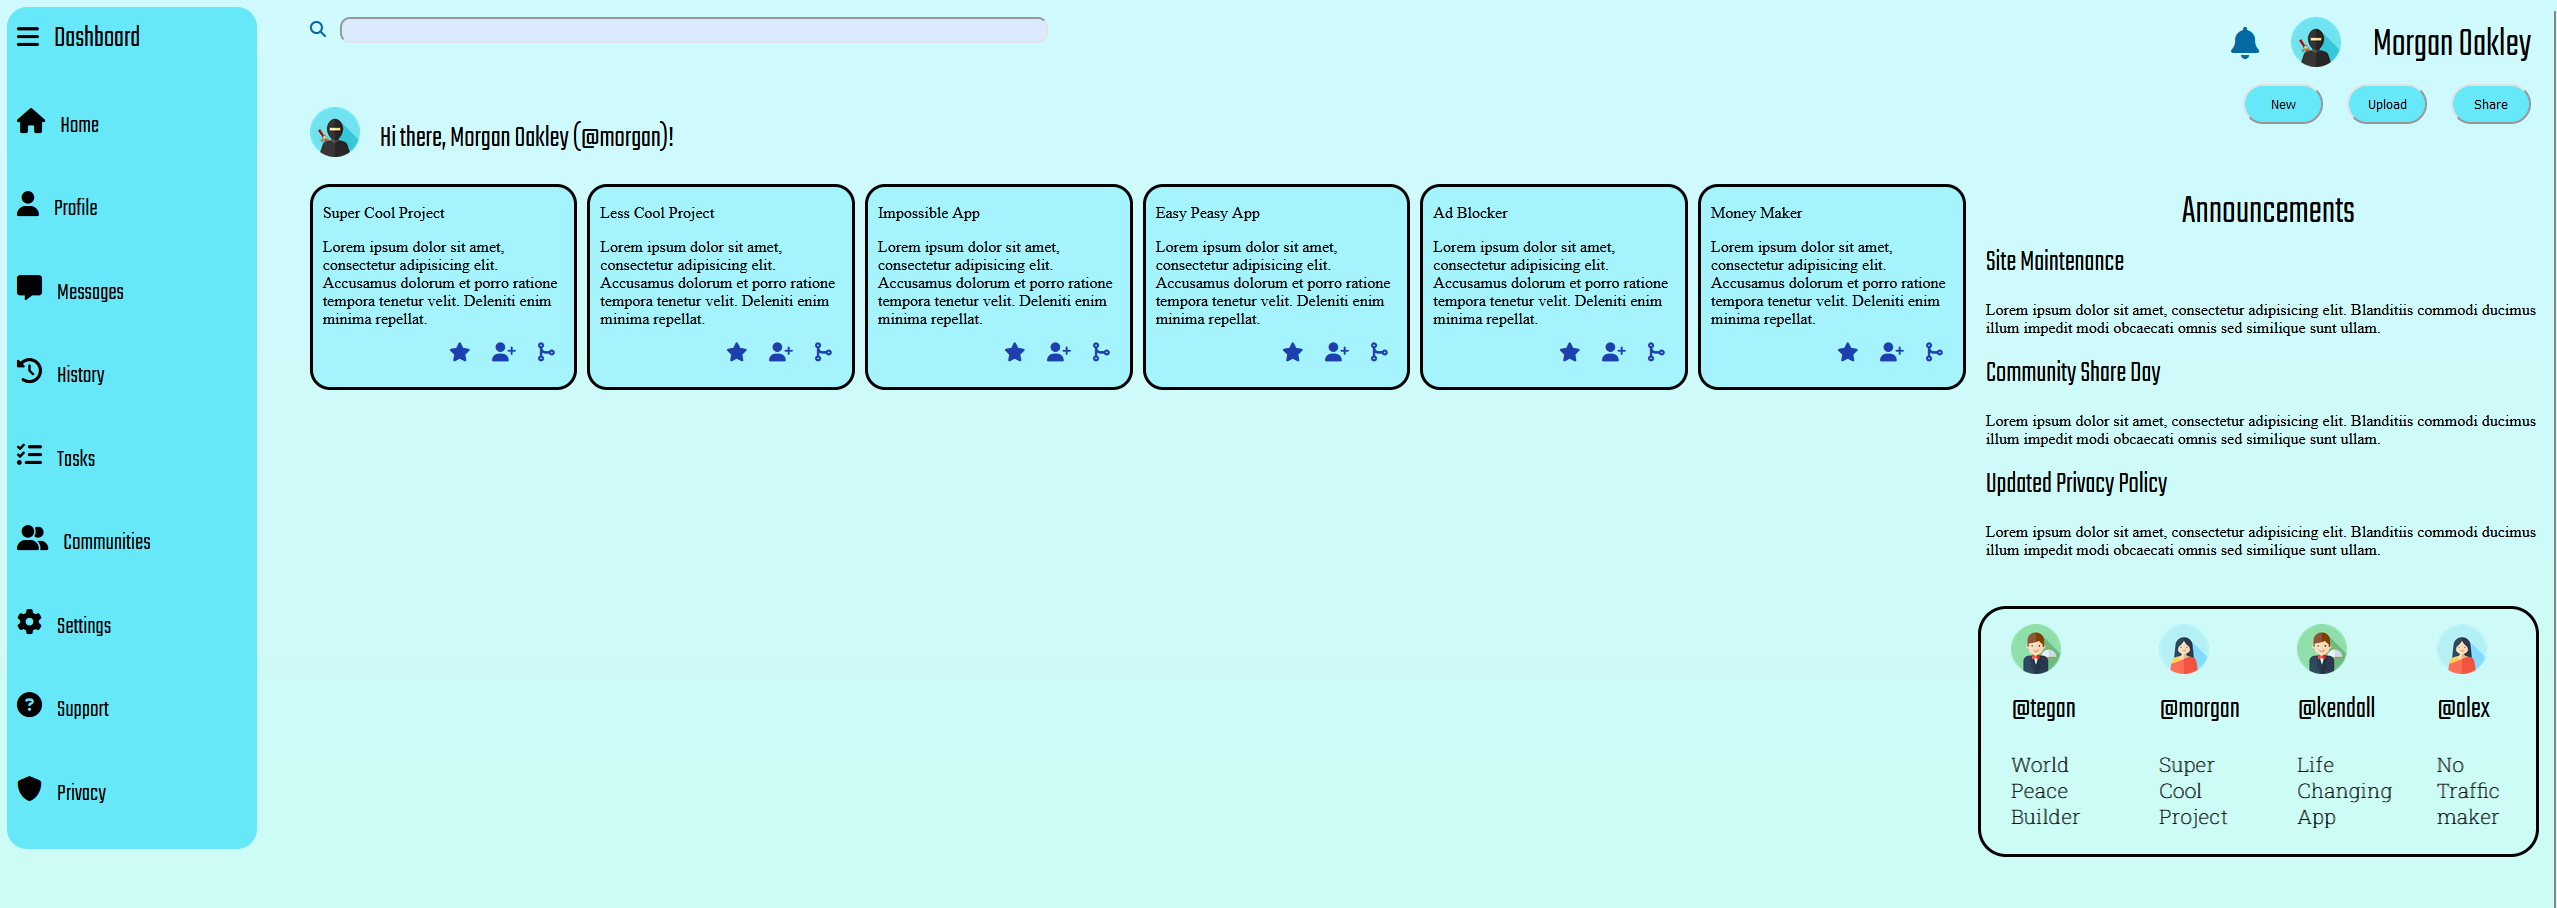 Dashboard
Home
Profile
Messages
History
Tasks
Communities
Settings
Support
Privacy
Morgan Oakley
New
Upload
Share
Hi there, Morgan Oakley (@morgan)!
Super Cool Project
Lorem ipsum dolor sit amet,
consectetur adipisicing elit.
Accusamus dolorum et porro ratione
tempora tenetur velit. Deleniti enim
minima repellat.
Less Cool Project
Lorem ipsum dolor sit amet,
consectetur adipisicing elit.
Accusamus dolorum et porro ratione
tempora tenetur velit. Deleniti enim
minima repellat.
Impossible App
Lorem ipsum dolor sit amet,
consectetur adipisicing elit.
Accusamus dolorum et porro ratione
tempora tenetur velit. Deleniti enim
minima repellat.
Easy Peasy App
Lorem ipsum dolor sit amet,
consectetur adipisicing elit.
Accusamus dolorum et porro ratione
tempora tenetur velit. Deleniti enim
minima repellat.
Ad Blocker
Lorem ipsum dolor sit amet,
consectetur adipisicing elit.
Accusamus dolorum et porro ratione
tempora tenetur velit. Deleniti enim
minima repellat.
Money Maker
Lorem ipsum dolor sit amet,
consectetur adipisicing elit.
Accusamus dolorum et porro ratione
tempora tenetur velit. Deleniti enim
minima repellat.
Announcements
Site Maintenance
Lorem ipsum dolor sit amet, consectetur adipisicing elit. Blanditiis commodi ducimus
illum impedit modi obcaecati omnis sed similique sunt ullam.
Community Share Day
Lorem ipsum dolor sit amet, consectetur adipisicing elit. Blanditiis commodi ducimus
illum impedit modi obcaecati omnis sed similique sunt ullam.
Updated Privacy Policy
Lorem ipsum dolor sit amet, consectetur adipisicing elit. Blanditiis commodi ducimus
illum impedit modi obcaecati omnis sed similique sunt ullam.
@tegan
World
Peace
Builder
@morgan
Super
Cool
Project
@kendall
Life
Changing
App
@alex
No
Traffic
maker